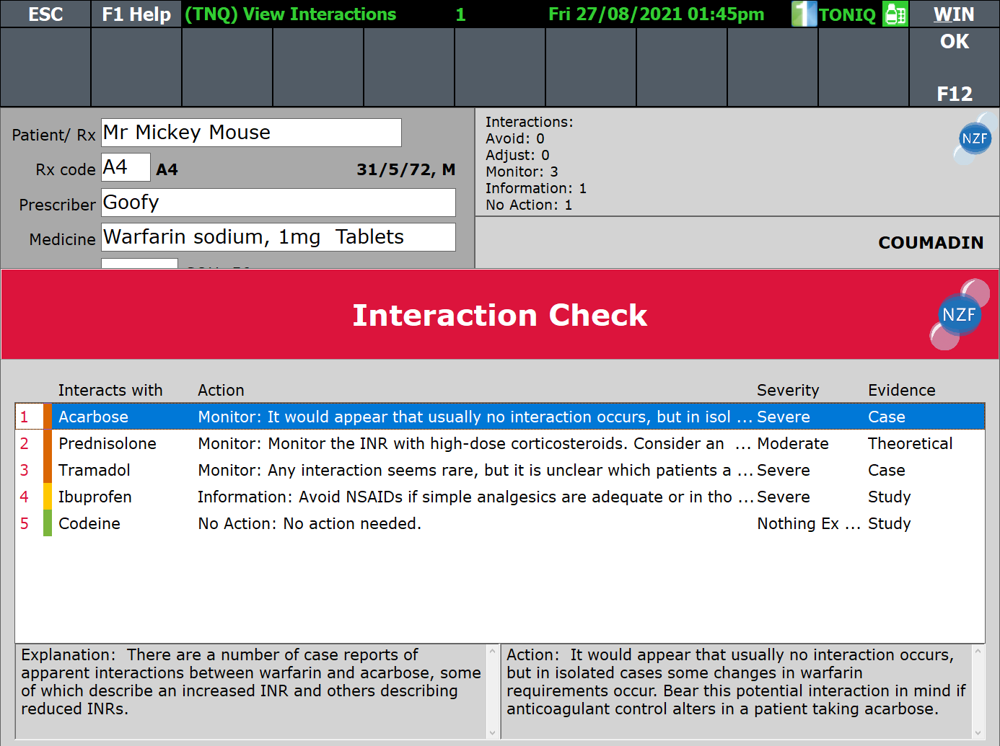 ESC F1 Help (TNQ) View Interactions 1 Fri 27/08/2021 01:45pm 1 TONIQ WIN
OK
F12
Patient/ Rx Mr Mickey Mouse
Rx code A4 A4 31/5/72, M
Prescriber Goofy
Medicine Warfarin sodium, 1mg Tablets
Interactions:
Avoid: 0
Adjust: 0
Monitor: 3
Information: 1
No Action: 1
NZF
COUMADIN
Interaction Check
NZF
Interacts with Action Severity Evidence
1 Acarbose Monitor: It would appear that usually no interaction occurs, but in isol ... Severe Case
2 Prednisolone Monitor: Monitor the INR with high-dose corticosteroids. Consider an ... Moderate Theoretical
3 Tramadol Monitor: Any interaction seems rare, but it is unclear which patients a ... Severe Case
4 Ibuprofen Information: Avoid NSAIDs if simple analgesics are adequate or in tho ... Severe Study
5 Codeine No Action: No action needed. Nothing Ex ... Study
Explanation: There are a number of case reports of
apparent interactions between warfarin and acarbose, some
of which describe an increased INR and others describing
reduced INRs.
Action: It would appear that usually no interaction occurs,
but in isolated cases some changes in warfarin
requirements occur. Bear this potential interaction in mind if
anticoagulant control alters in a patient taking acarbose.